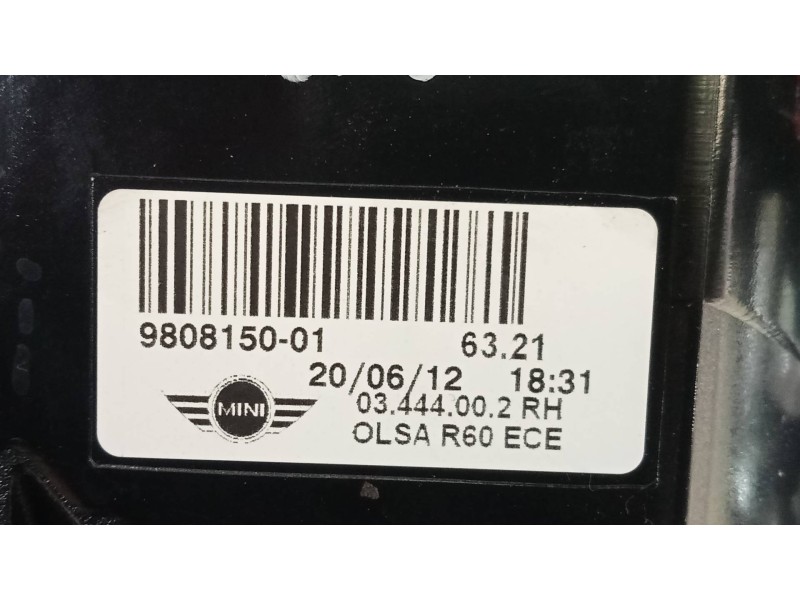 9808150-01 63.21
20/06/12 18:31
MINI 03.444.00.2 RH
OLSA R60 ECE